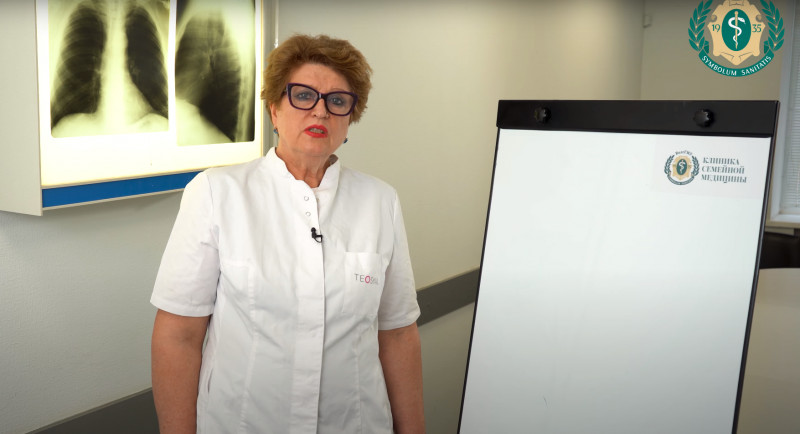 19 35
SYMBOLUM SANITATIS
КЛИНИКА
СЕМЕЙНОЙ
МЕДИЦИНЫ